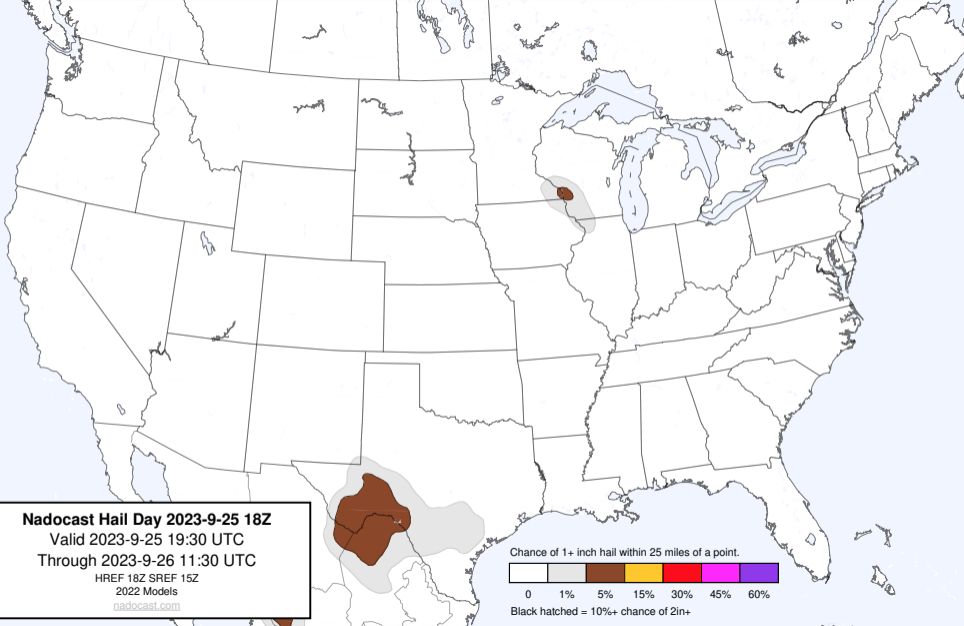 Nadocast Hail Day 2023-9-25 18Z
Valid 2023-9-25 19:30 UTC
Through 2023-9-26 11:30 UTC
HREF 18Z SREF 15Z
2022 Models
nadocast.com
Chance of 1+ inch hail within 25 miles of a point.
0 1% 5% 15% 30% 45% 60%
Black hatched = 10%+ chance of 2in+